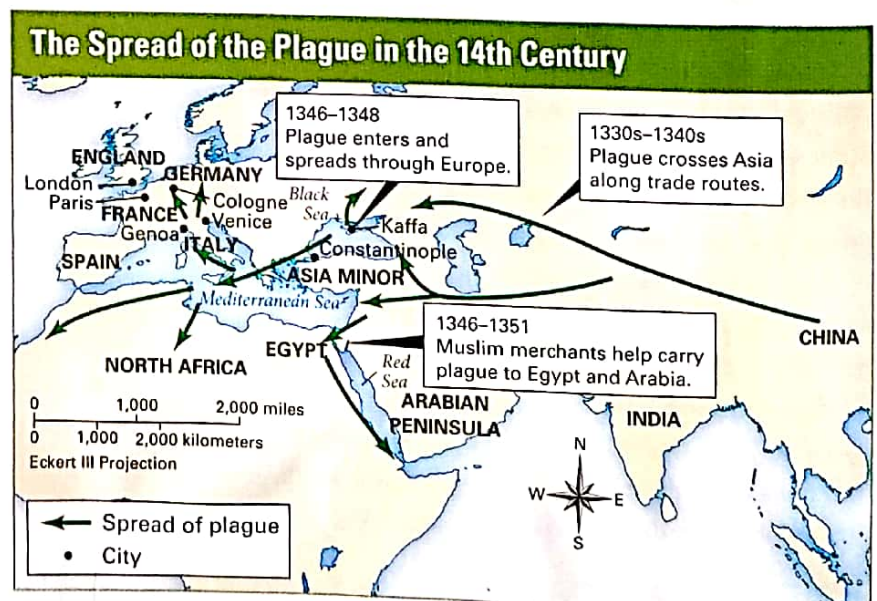 The Spread of the Plague in the 14th Century
1346–1348
Plague enters and
spreads through Europe.
1330s–1340s
Plague crosses Asia
along trade routes.
ENGLAND
London
Paris
GERMANY
Cologne
FRANCE
Venice
Genoa
ITALY
SPAIN
Black
Sea
Kaffa
Constantinople
ASIA MINOR
Mediterranean Sea
CHINA
1346–1351
Muslim merchants help carry
plague to Egypt and Arabia.
NORTH AFRICA
EGYPT
Red
Sea
ARABIAN
PENINSULA
INDIA
0 1,000 2,000 miles
0 1,000 2,000 kilometers
Eckert III Projection
N
W E
S
Spread of plague
City